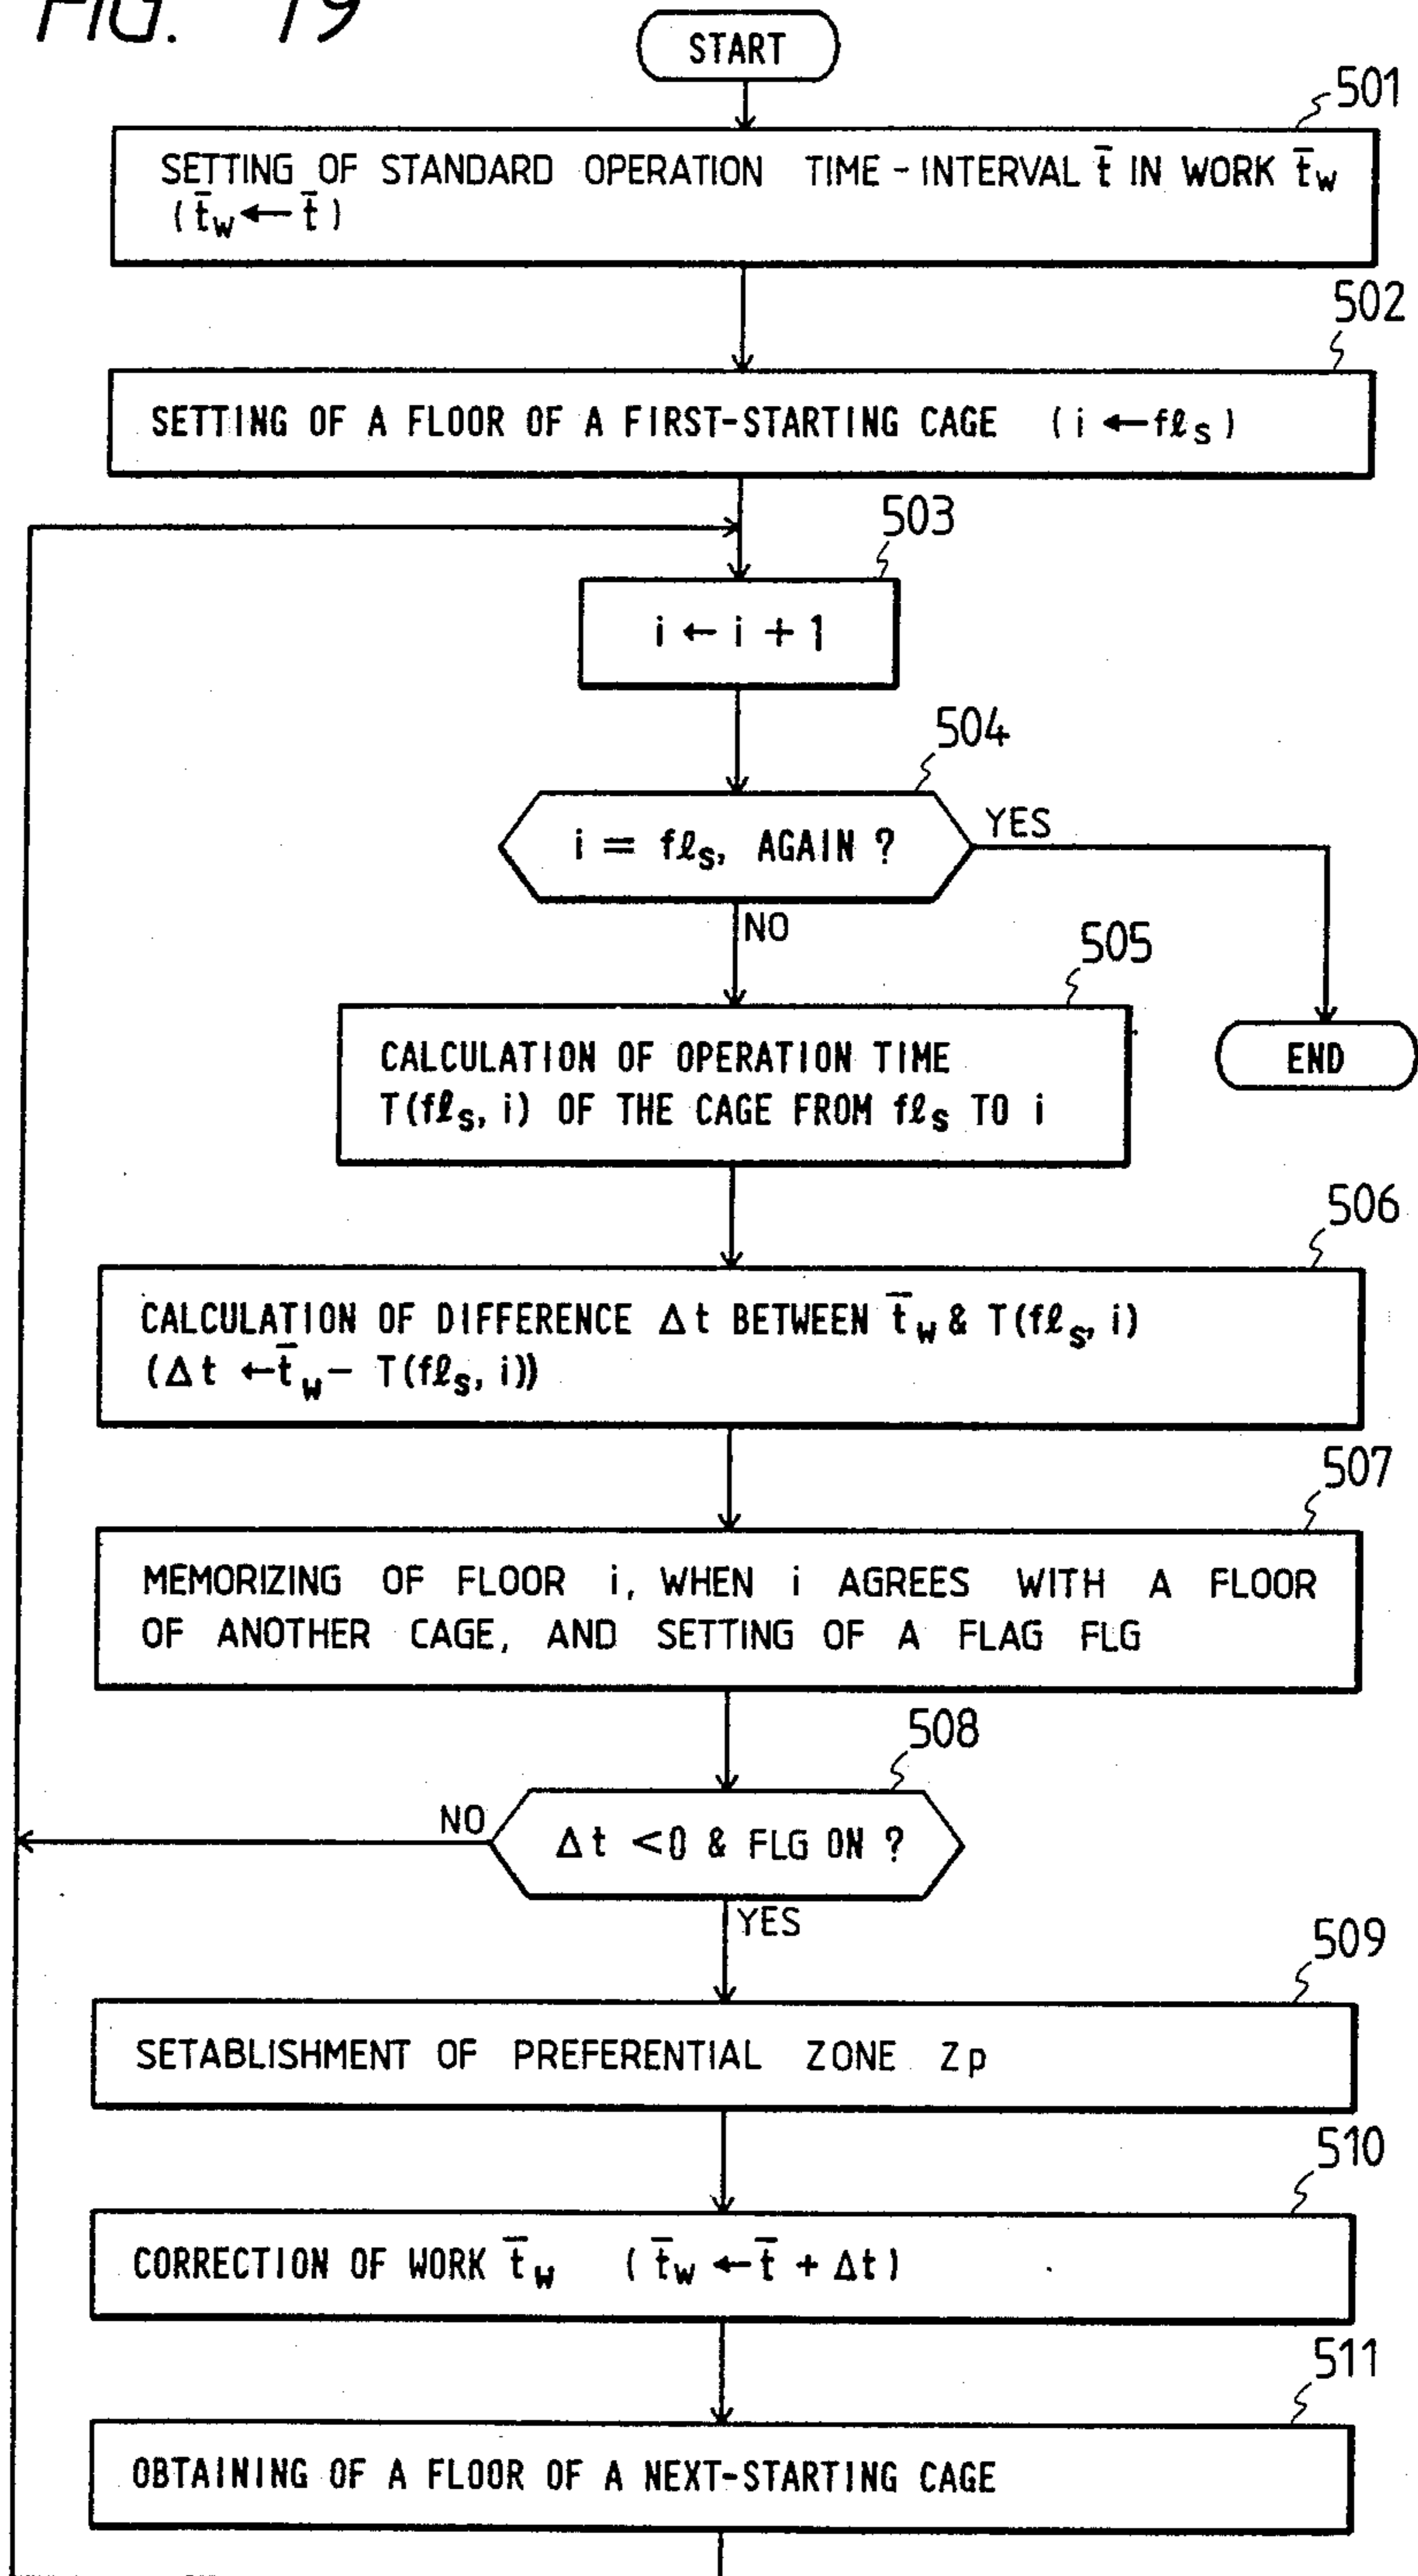 FIG. 19
START
501
SETTING OF STANDARD OPERATION TIME-INTERVAL t̄ IN WORK t̄w
(t̄w ← t̄)
502
SETTING OF A FLOOR OF A FIRST-STARTING CAGE (i ← fℓs)
503
i ← i + 1
504
i = fℓs, AGAIN ?
YES
NO
505
CALCULATION OF OPERATION TIME
T(fℓs, i) OF THE CAGE FROM fℓs TO i
END
506
CALCULATION OF DIFFERENCE Δt BETWEEN t̄w & T(fℓs, i)
(Δt ← t̄w − T(fℓs, i))
507
MEMORIZING OF FLOOR i, WHEN i AGREES WITH A FLOOR
OF ANOTHER CAGE, AND SETTING OF A FLAG FLG
508
NO
Δt <0 & FLG ON ?
YES
509
SETABLISHMENT OF PREFERENTIAL ZONE Zp
510
CORRECTION OF WORK t̄w (t̄w ← t̄ + Δt)
511
OBTAINING OF A FLOOR OF A NEXT-STARTING CAGE